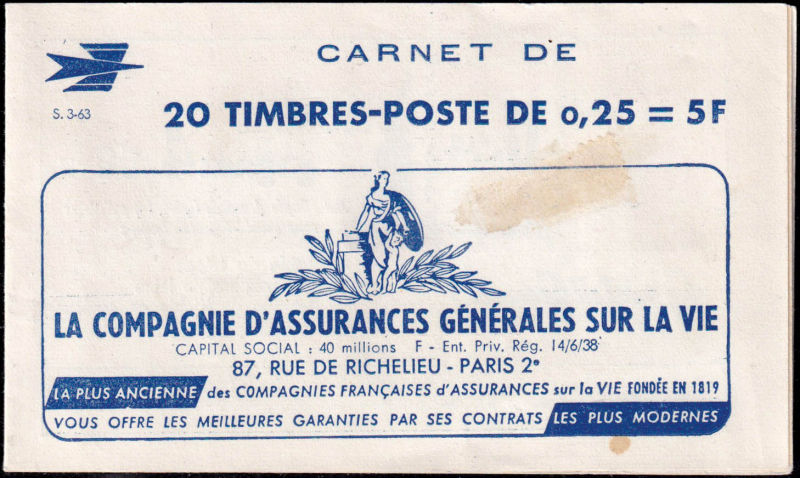 CARNET DE
S. 3-63
20 TIMBRES-POSTE DE 0,25 = 5F
LA COMPAGNIE D'ASSURANCES GÉNÉRALES SUR LA VIE
CAPITAL SOCIAL : 40 millions F - Ent. Priv. Rég. 14/6/38
87, RUE DE RICHELIEU - PARIS 2e
LA PLUS ANCIENNE des COMPAGNIES FRANÇAISES d'ASSURANCES sur la VIE FONDÉE EN 1819
VOUS OFFRE LES MEILLEURES GARANTIES PAR SES CONTRATS LES PLUS MODERNES